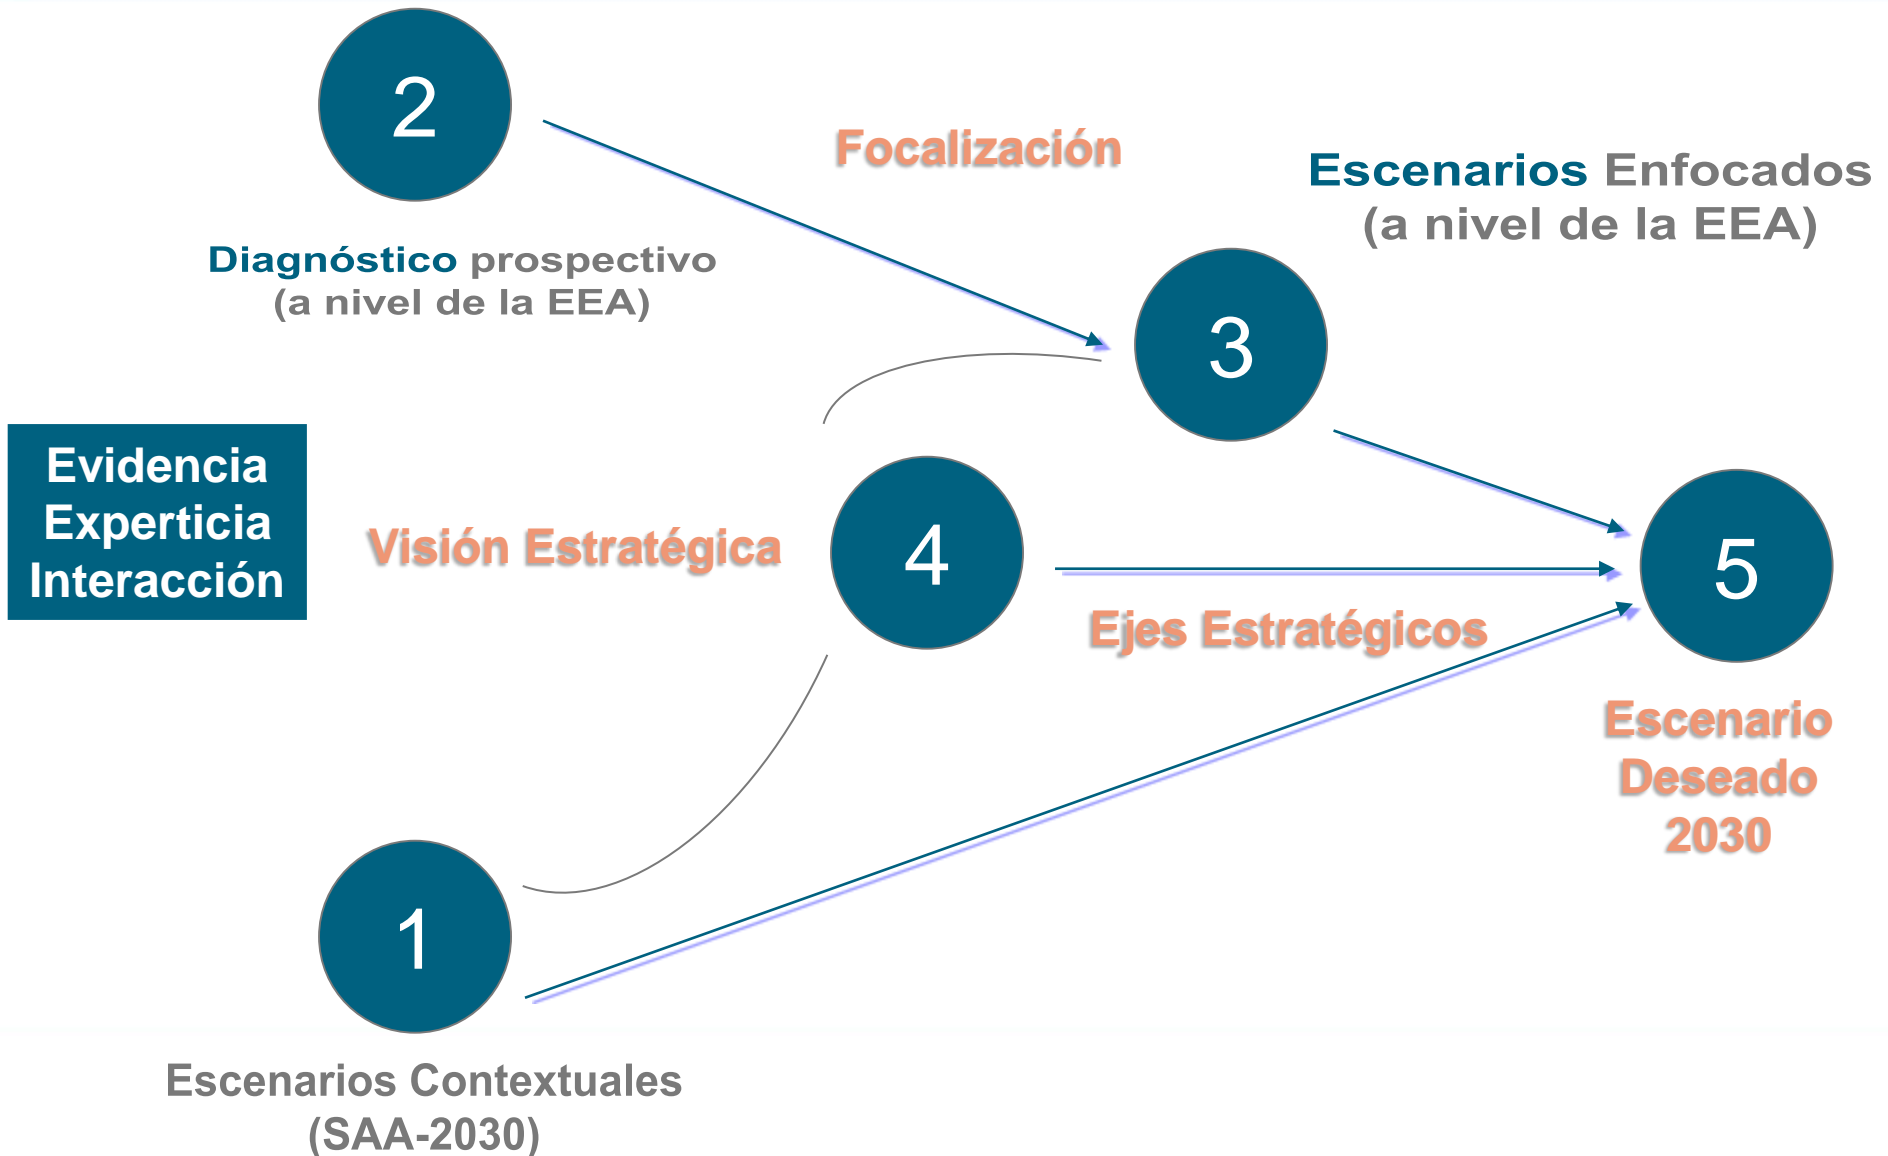 2
Focalización
Escenarios Enfocados
(a nivel de la EEA)
Diagnóstico prospectivo
(a nivel de la EEA)
3
Evidencia
Experticia
Interacción
Visión Estratégica
4
5
Ejes Estratégicos
Escenario
Deseado
2030
1
Escenarios Contextuales
(SAA-2030)